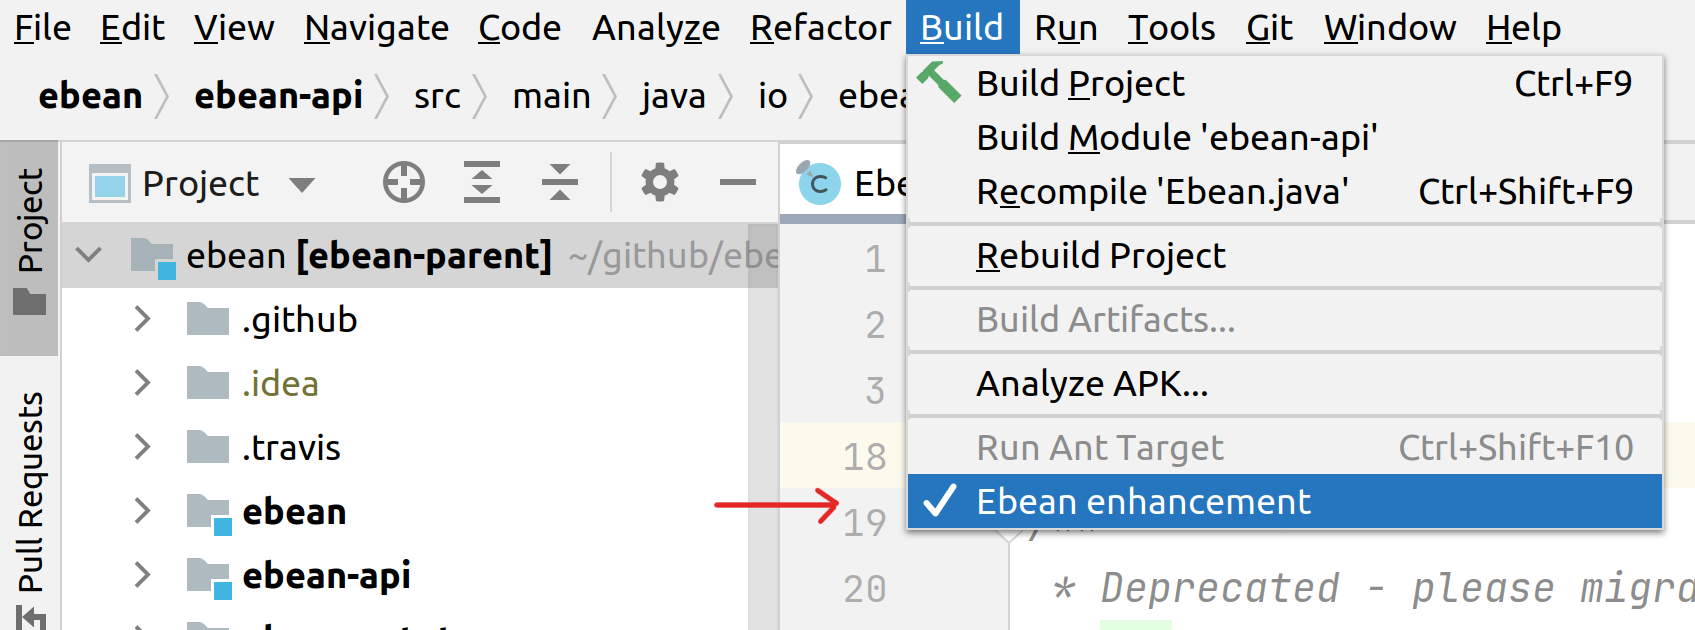 File Edit View Navigate Code Analyze Refactor Build Run Tools Git Window Help
ebean ebean-api src main java io
Project
Pull Requests
Project
ebean [ebean-parent] ~/github/ebe
.github
.idea
.travis
ebean
ebean-api
C Ebe
1
2
3
18
19
20
Build Project Ctrl+F9
Build Module 'ebean-api'
Recompile 'Ebean.java' Ctrl+Shift+F9
Rebuild Project
Build Artifacts...
Analyze APK...
Run Ant Target Ctrl+Shift+F10
Ebean enhancement
* Deprecated - please migra